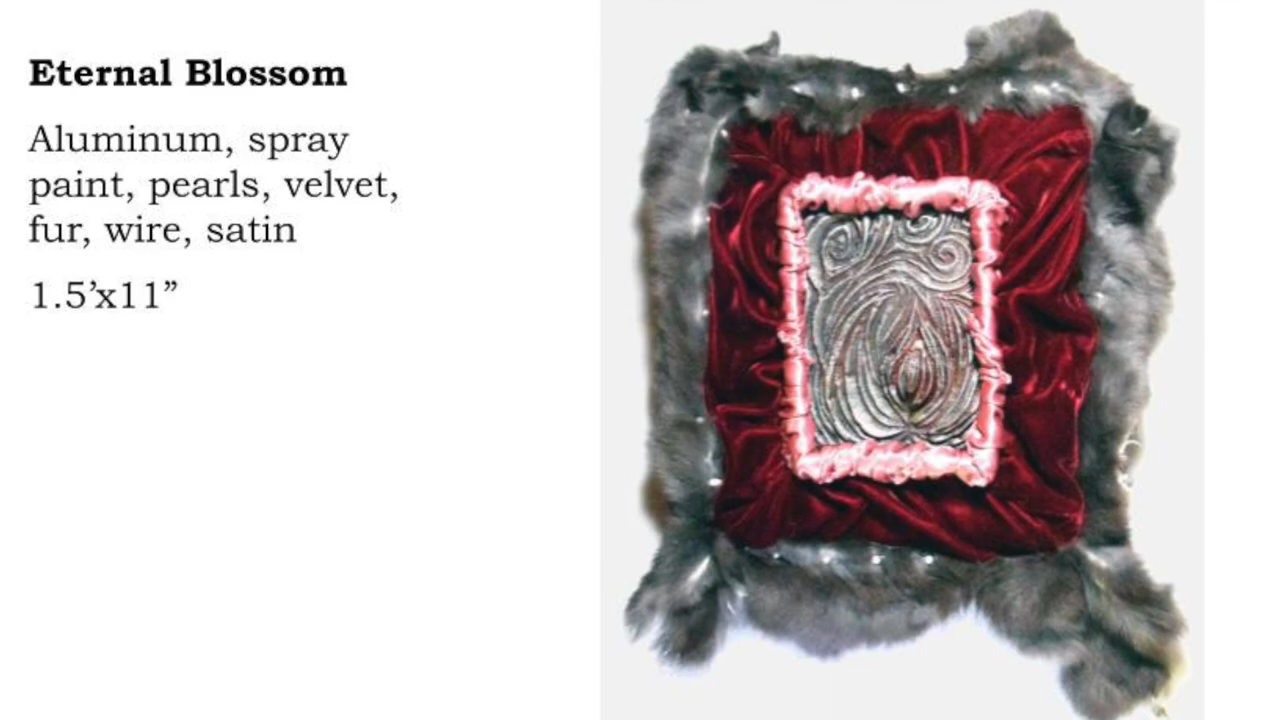 Eternal Blossom
Aluminum, spray
paint, pearls, velvet,
fur, wire, satin
1.5’x11”